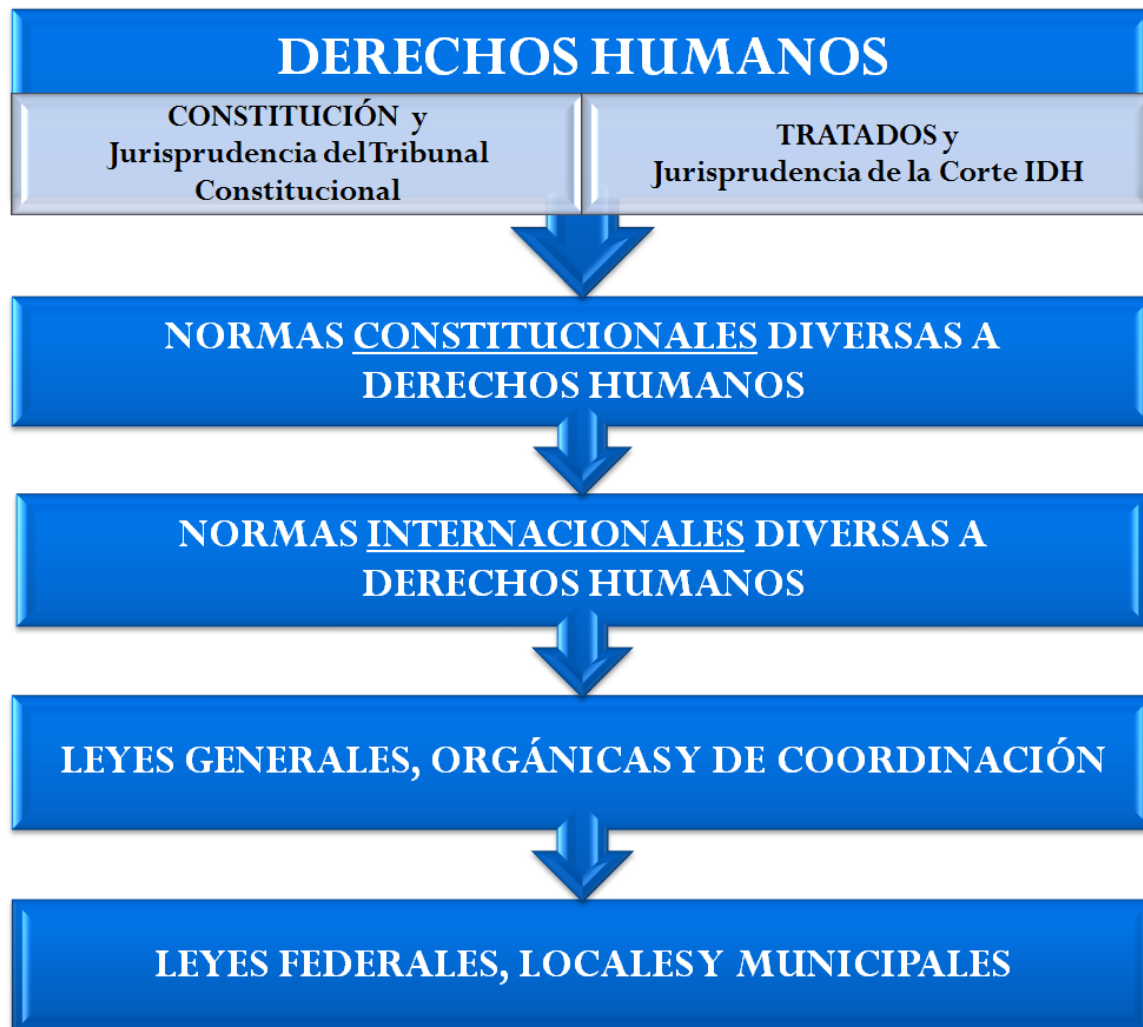 DERECHOS HUMANOS
CONSTITUCIÓN y
Jurisprudencia del Tribunal
Constitucional
TRATADOS y
Jurisprudencia de la Corte IDH
NORMAS CONSTITUCIONALES DIVERSAS A
DERECHOS HUMANOS
NORMAS INTERNACIONALES DIVERSAS A
DERECHOS HUMANOS
LEYES GENERALES, ORGÁNICAS Y DE COORDINACIÓN
LEYES FEDERALES, LOCALES Y MUNICIPALES